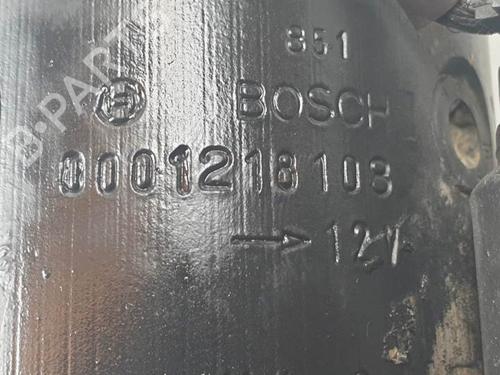 851
BOSCH
0001218108
→ 12V
B-PARTS